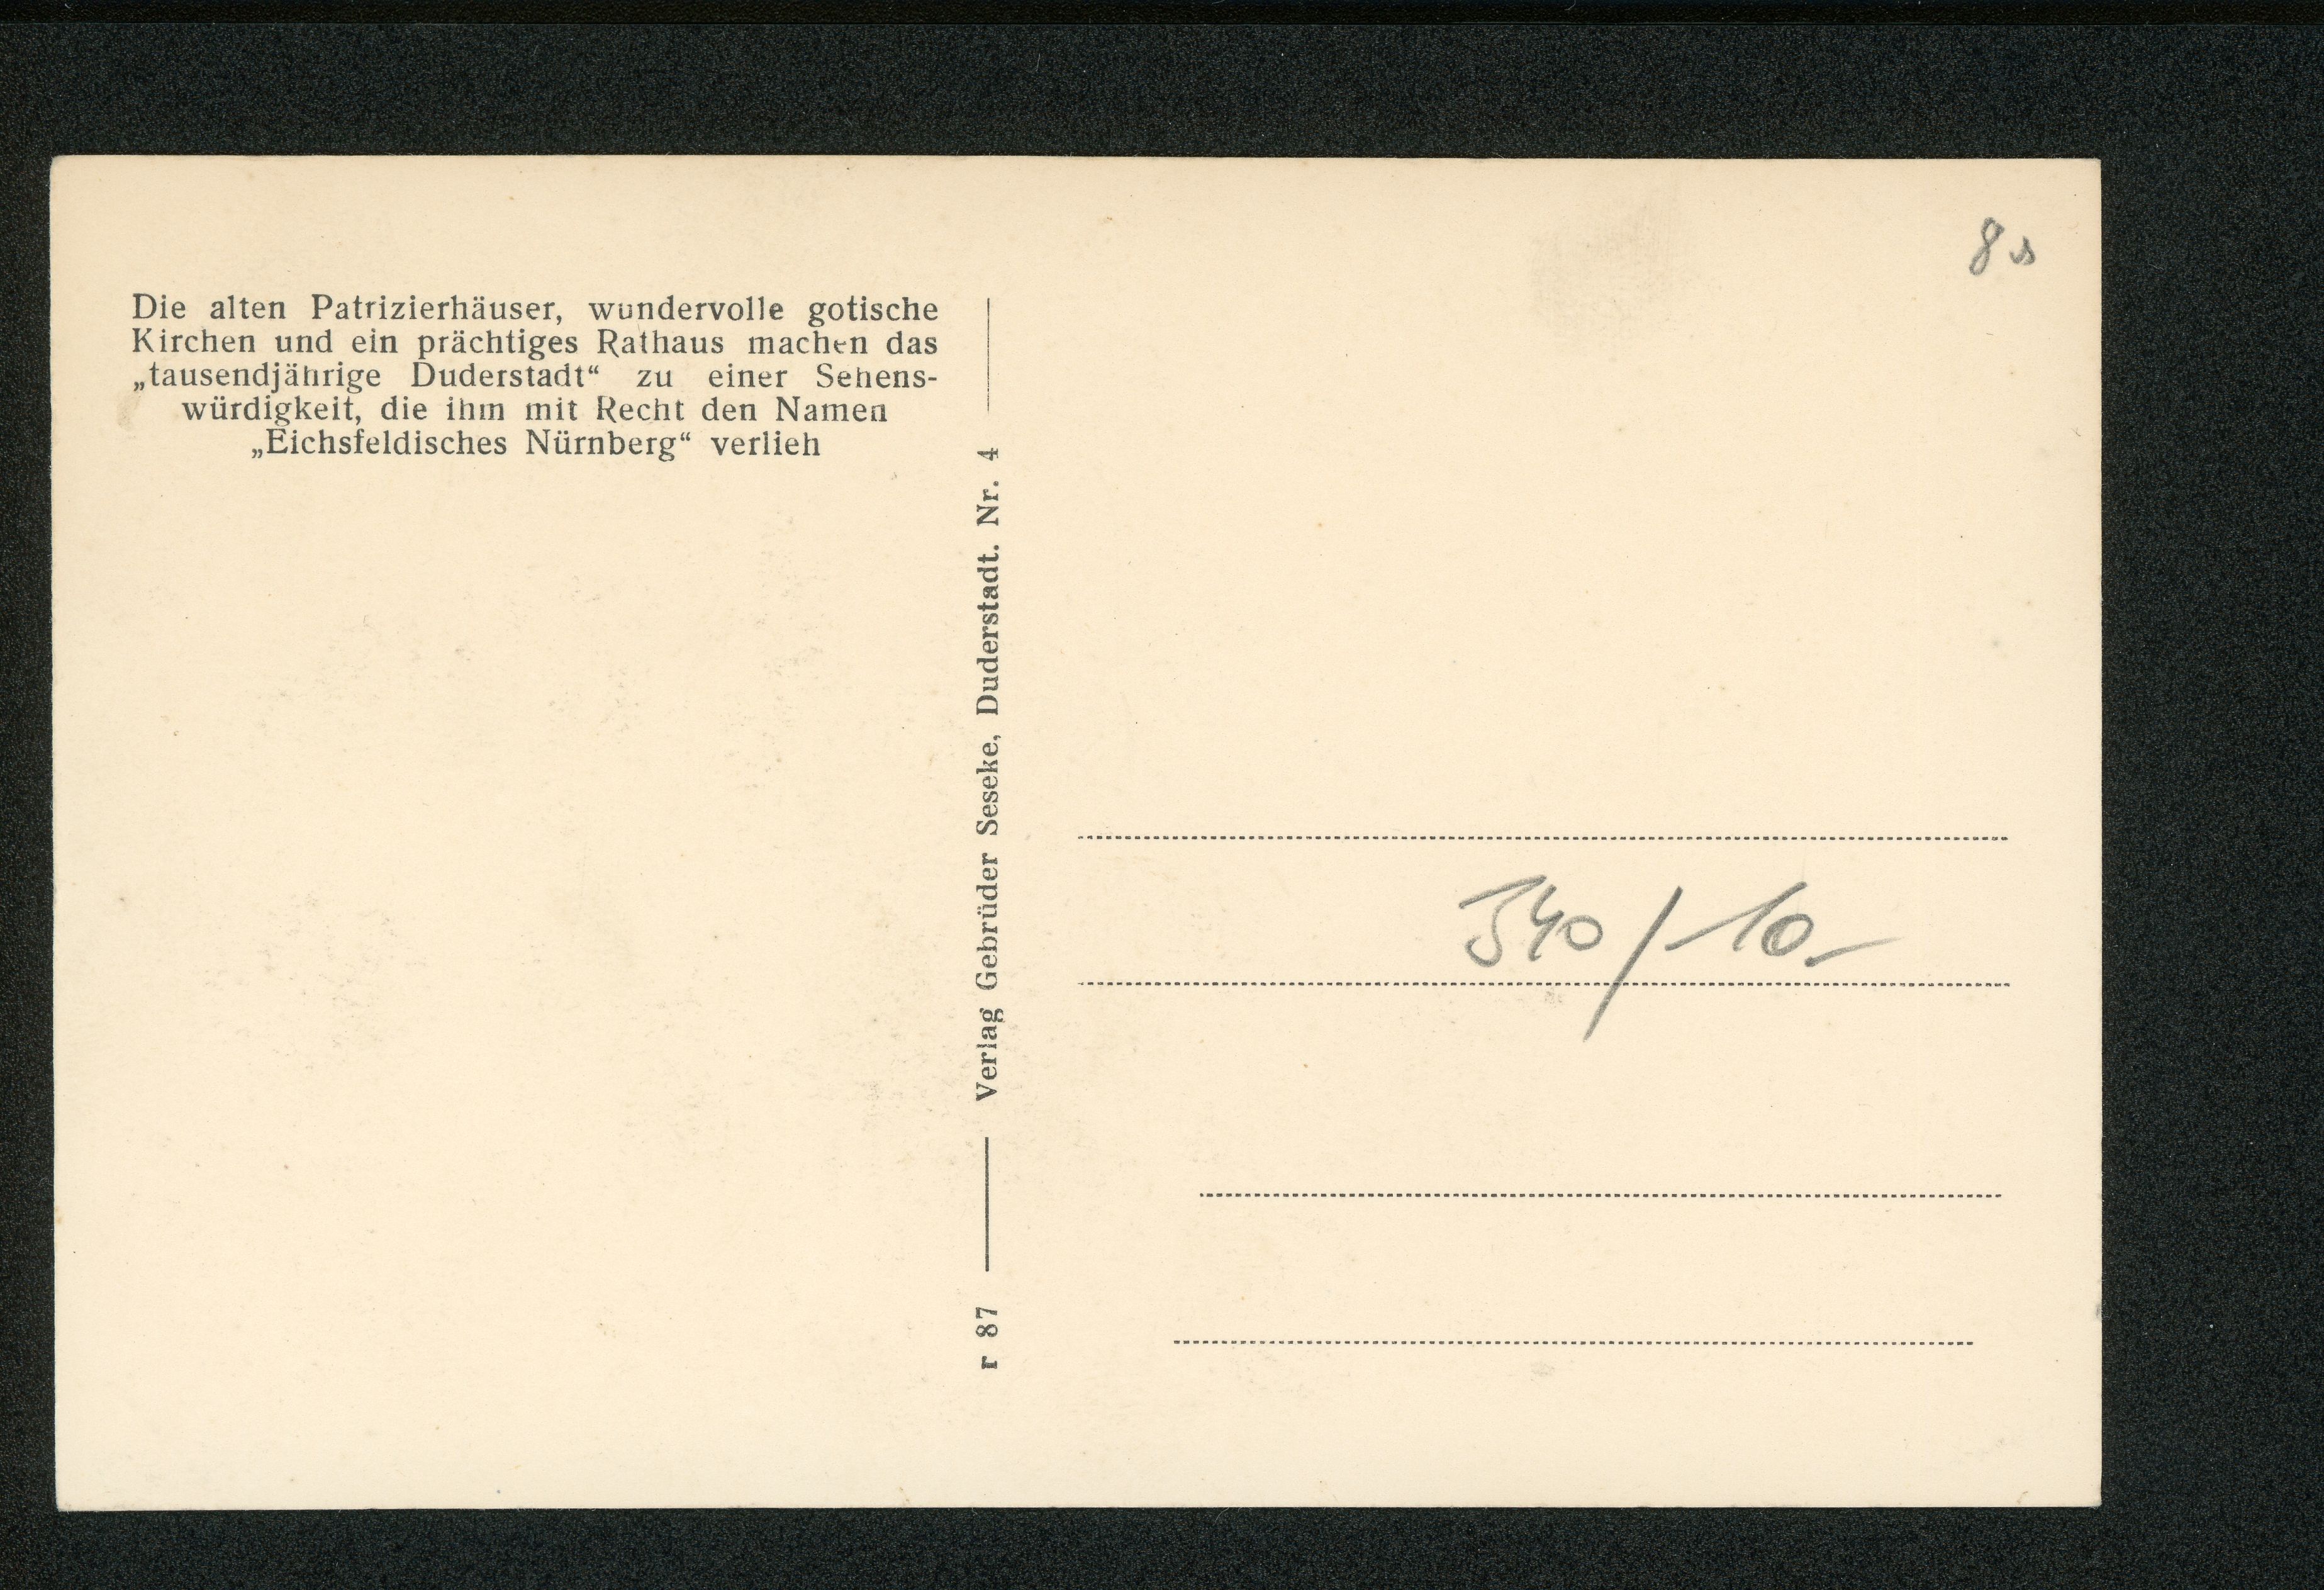 Die alten Patrizierhäuser, wundervolle gotische
Kirchen und ein prächtiges Rathaus machen das
„tausendjährige Duderstadt“ zu einer Sehens-
würdigkeit, die ihm mit Recht den Namen
„Eichsfeldisches Nürnberg“ verlieh
r 87
Verlag Gebrüder Seseke, Duderstadt. Nr. 4
340/10.-